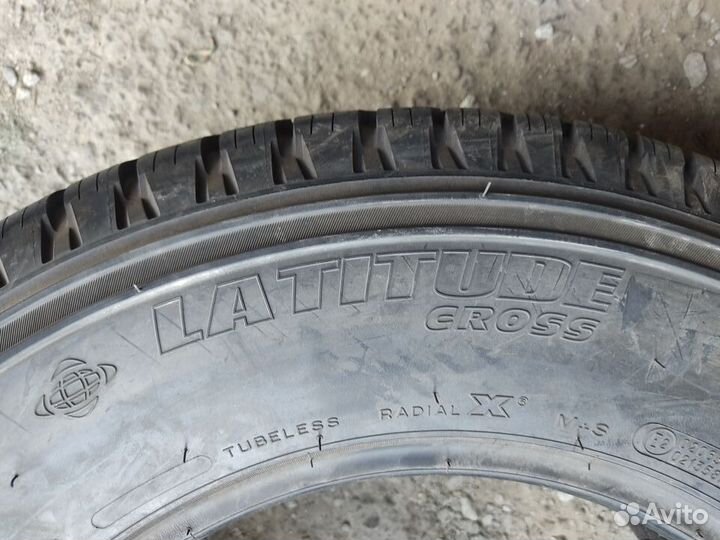 LATITUDE
CROSS
TUBELESS RADIAL X® M+S
Avito